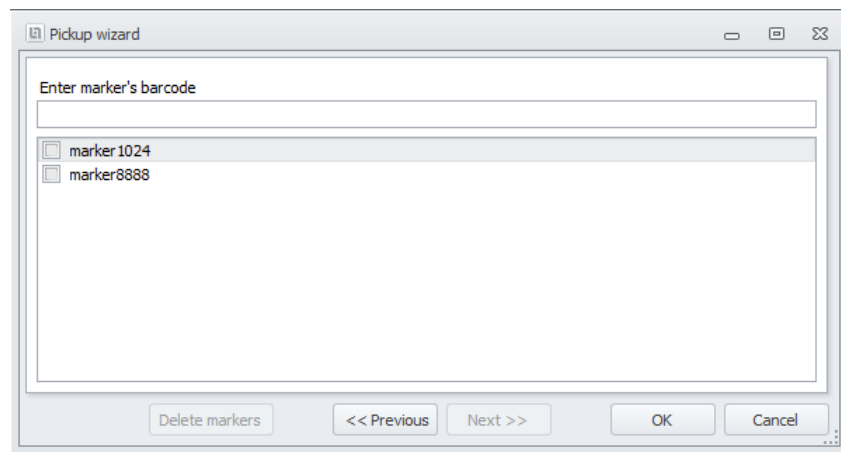 Pickup wizard
Enter marker's barcode
marker1024
marker8888
Delete markers << Previous Next >> OK Cancel